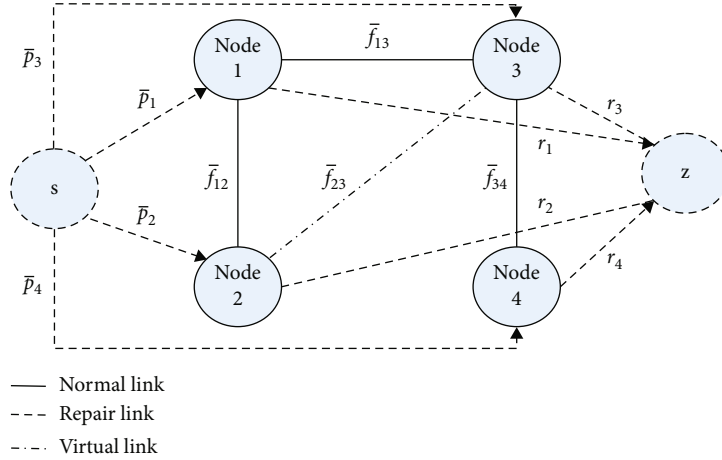 p̄₃
f̄₁₃
Node
1
Node
3
p̄₁
r₃
r₁
s
f̄₁₂
f̄₂₃
f̄₃₄
z
p̄₂
r₂
Node
2
Node
4
r₄
p̄₄
Normal link
Repair link
Virtual link